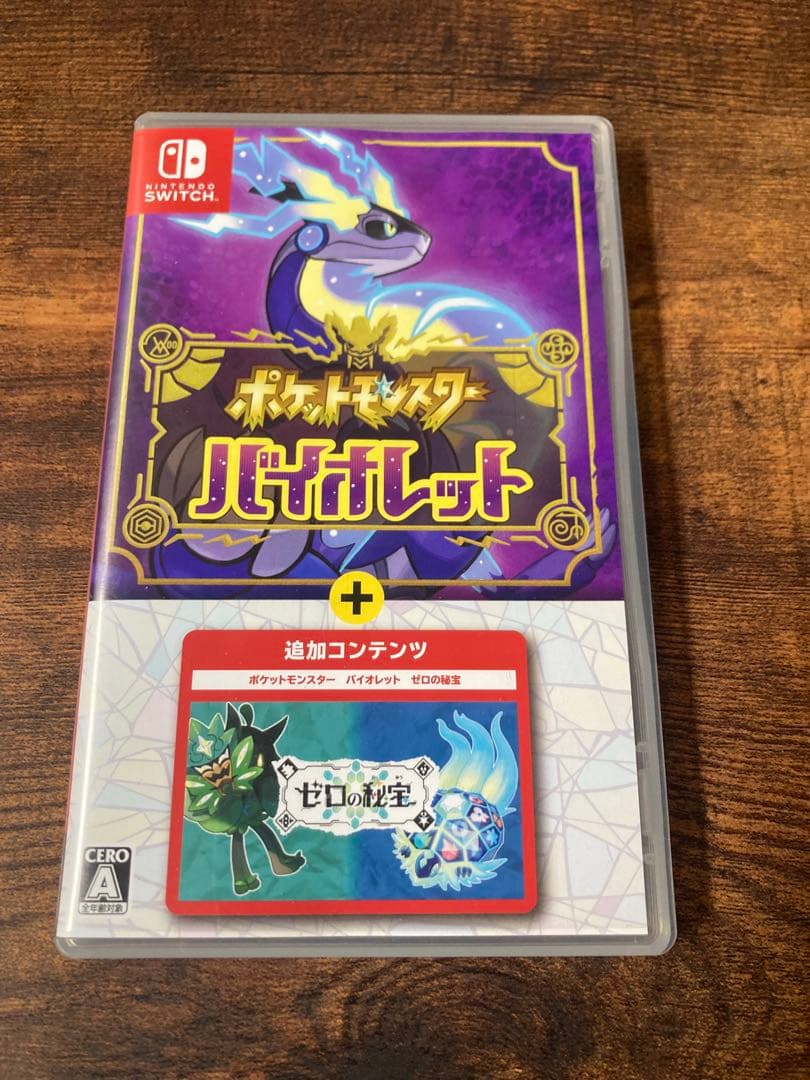 NINTENDO
SWITCH™
ポケットモンスター
バイオレット
+
追加コンテンツ
ポケットモンスター バイオレット ゼロの秘宝
ゼロの秘宝
CERO
A
全年齢対象